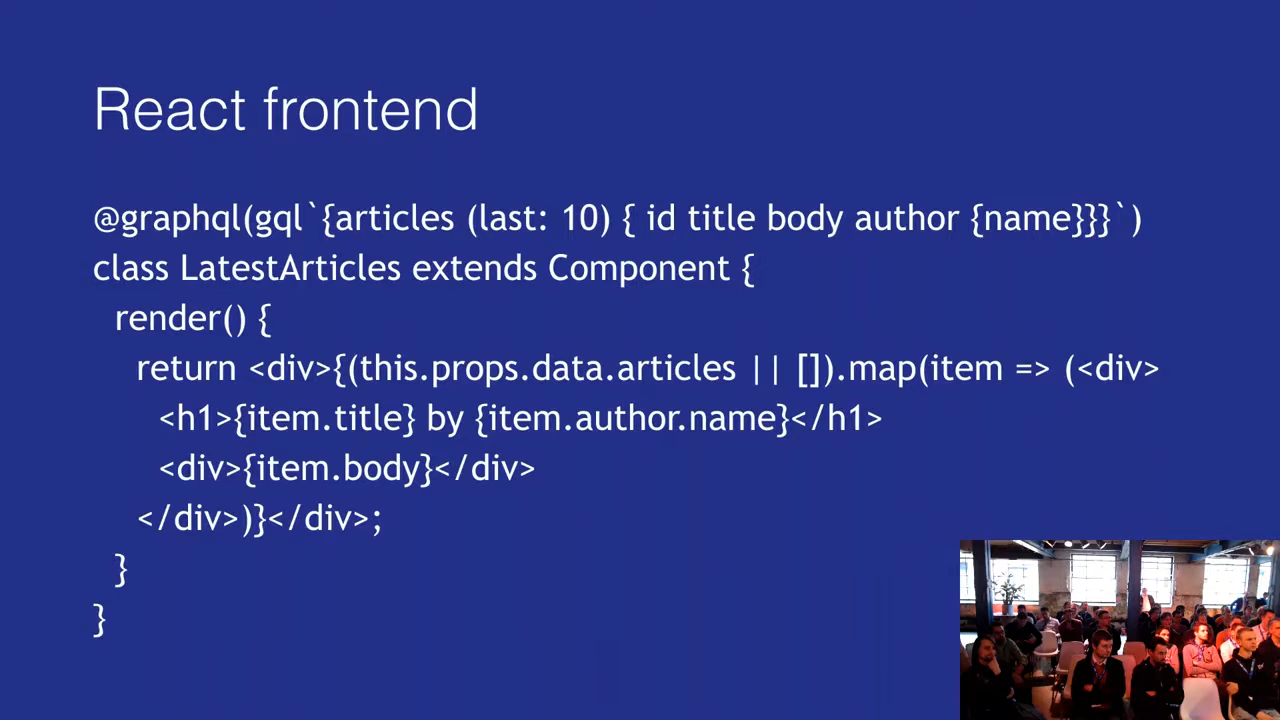 React frontend
@graphql(gql`{articles (last: 10) { id title body author {name}}}`)
class LatestArticles extends Component {
render() {
return <div>{(this.props.data.articles || []).map(item => (<div>
<h1>{item.title} by {item.author.name}</h1>
<div>{item.body}</div>
</div>)}</div>;
}
}